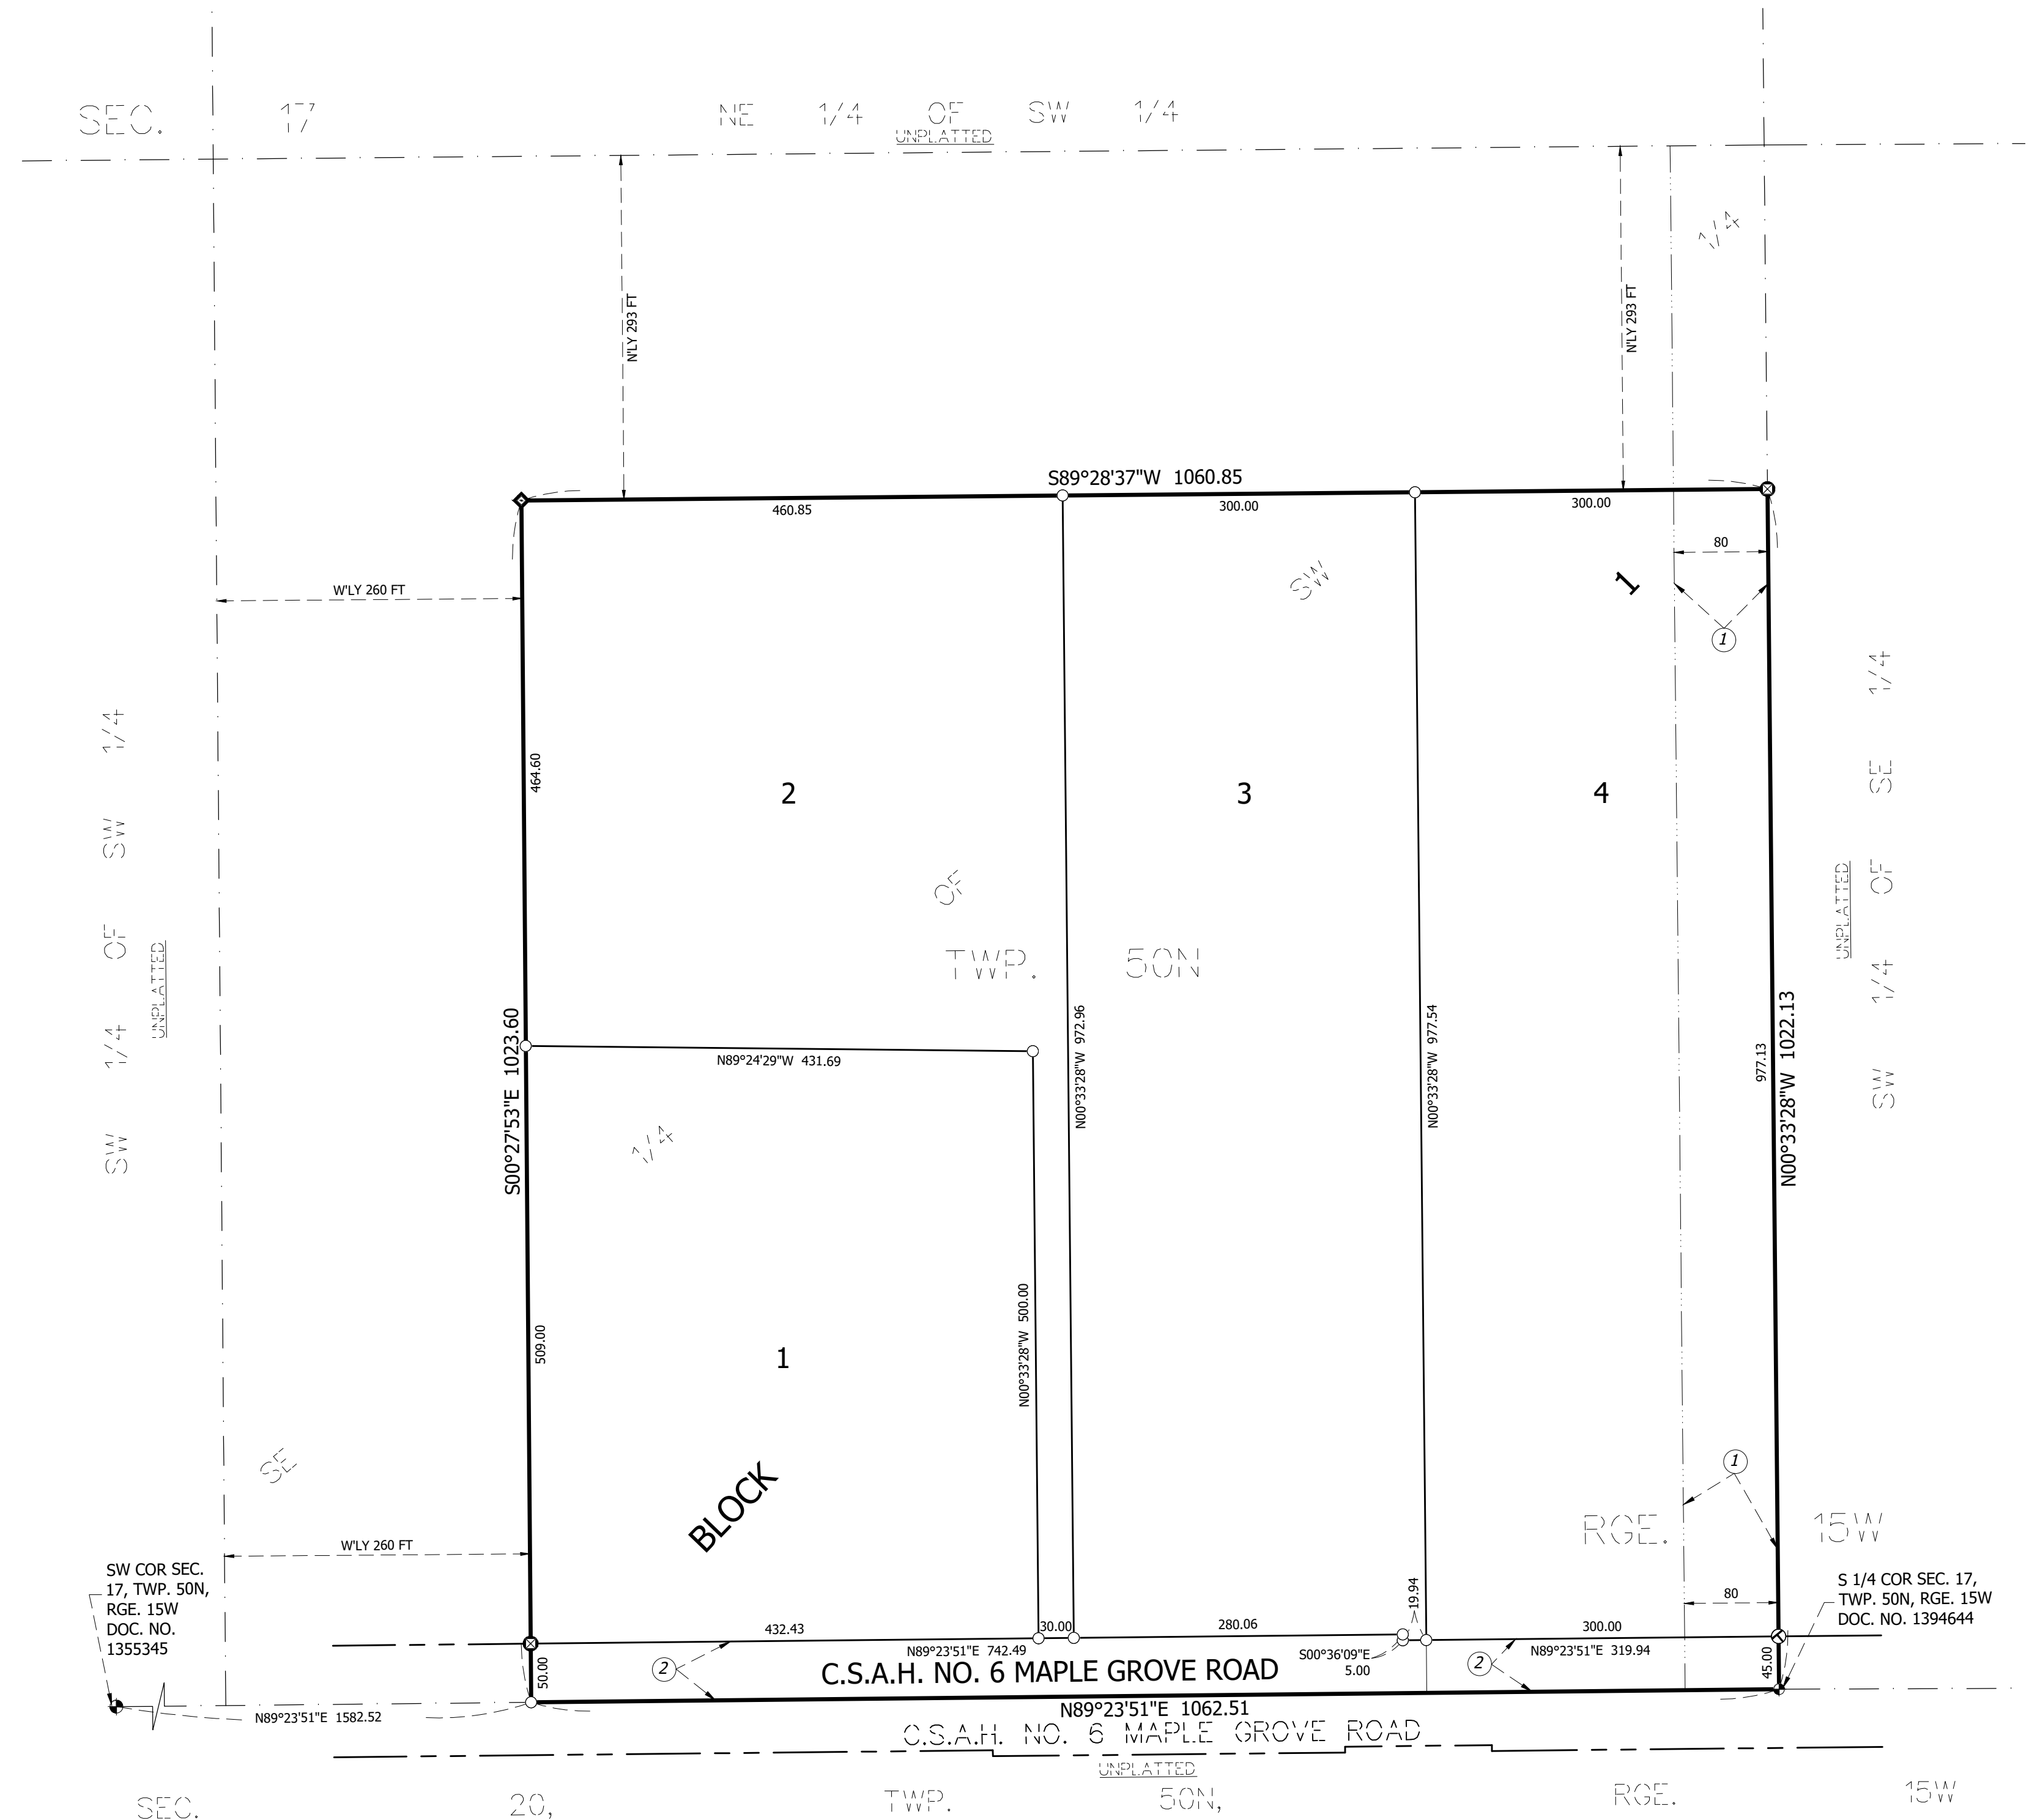 SEC. 17
NE 1/4 OF SW 1/4
UNPLATTED
1/4
N'LY 293 FT
N'LY 293 FT
S89°28'37"W 1060.85
460.85
300.00
300.00
80
SW
1
1
W'LY 260 FT
464.60
2
3
4
SW 1/4 OF SW 1/4
UNPLATTED
SW 1/4 OF SE 1/4
UNPLATTED
OF
TWP. 50N
S00°27'53"E 1023.60
N89°24'29"W 431.69
N00°33'28"W 972.96
N00°33'28"W 977.54
977.13
N00°33'28"W 1022.13
1/4
509.00
1
N00°33'28"W 500.00
SE
BLOCK
1
RGE. 15W
W'LY 260 FT
SW COR SEC.
17, TWP. 50N,
RGE. 15W
DOC. NO.
1355345
80
S 1/4 COR SEC. 17,
TWP. 50N, RGE. 15W
DOC. NO. 1394644
19.94
432.43
30.00
280.06
300.00
N89°23'51"E 742.49
S00°36'09"E
5.00
N89°23'51"E 319.94
50.00
2
C.S.A.H. NO. 6 MAPLE GROVE ROAD
2
45.00
N89°23'51"E 1582.52
N89°23'51"E 1062.51
C.S.A.H. NO. 6 MAPLE GROVE ROAD
UNPLATTED
SEC. 20, TWP. 50N, RGE. 15W